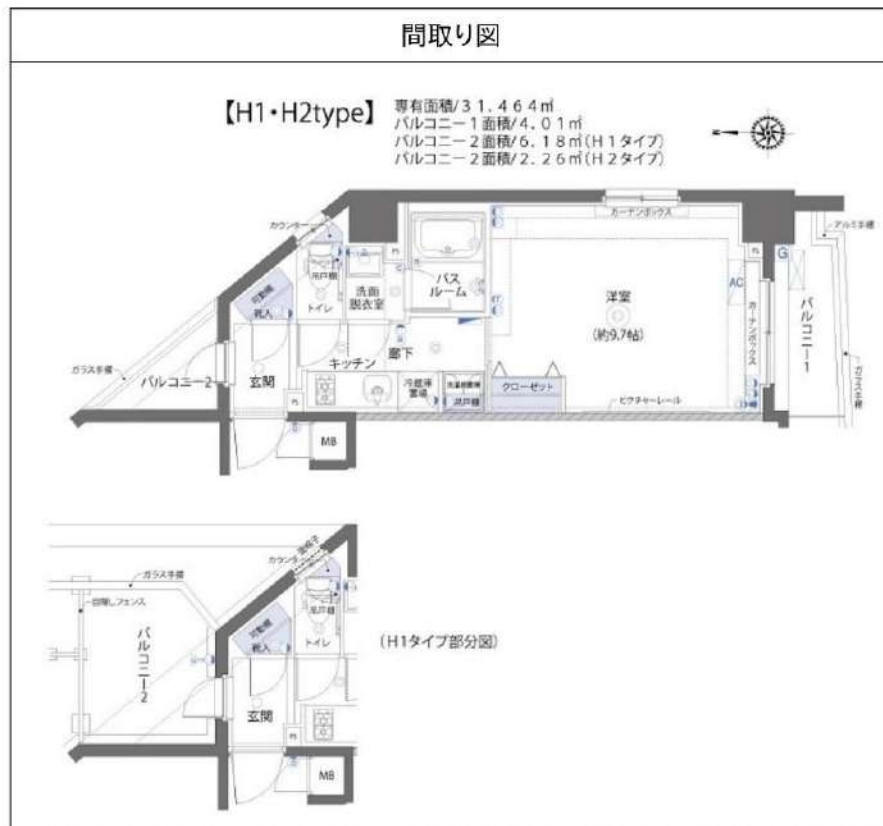 間取り図
【H1・H2type】
専有面積/31.464㎡
バルコニー1面積/4.01㎡
バルコニー2面積/6.18㎡(H1タイプ)
バルコニー2面積/2.26㎡(H2タイプ)
カウンター
カーテンボックス
アルミ手摺
吊戸棚
トイレ
洗面
脱衣室
PS
バス
ルーム
洋室
(約9.7帖)
AC
PS
G
カーテンボックス
バルコニー1
ガラス手摺
可動棚
靴入
ガラス手摺
バルコニー2
玄関
キッチン
廊下
冷蔵庫
置場
吊戸棚
クローゼット
ピクチャーレール
PS
MB
カウンター
面格子
ガラス手摺
目隠しフェンス
バルコニー2
可動棚
靴入
吊戸棚
トイレ
(H1タイプ部分図)
玄関
PS
MB